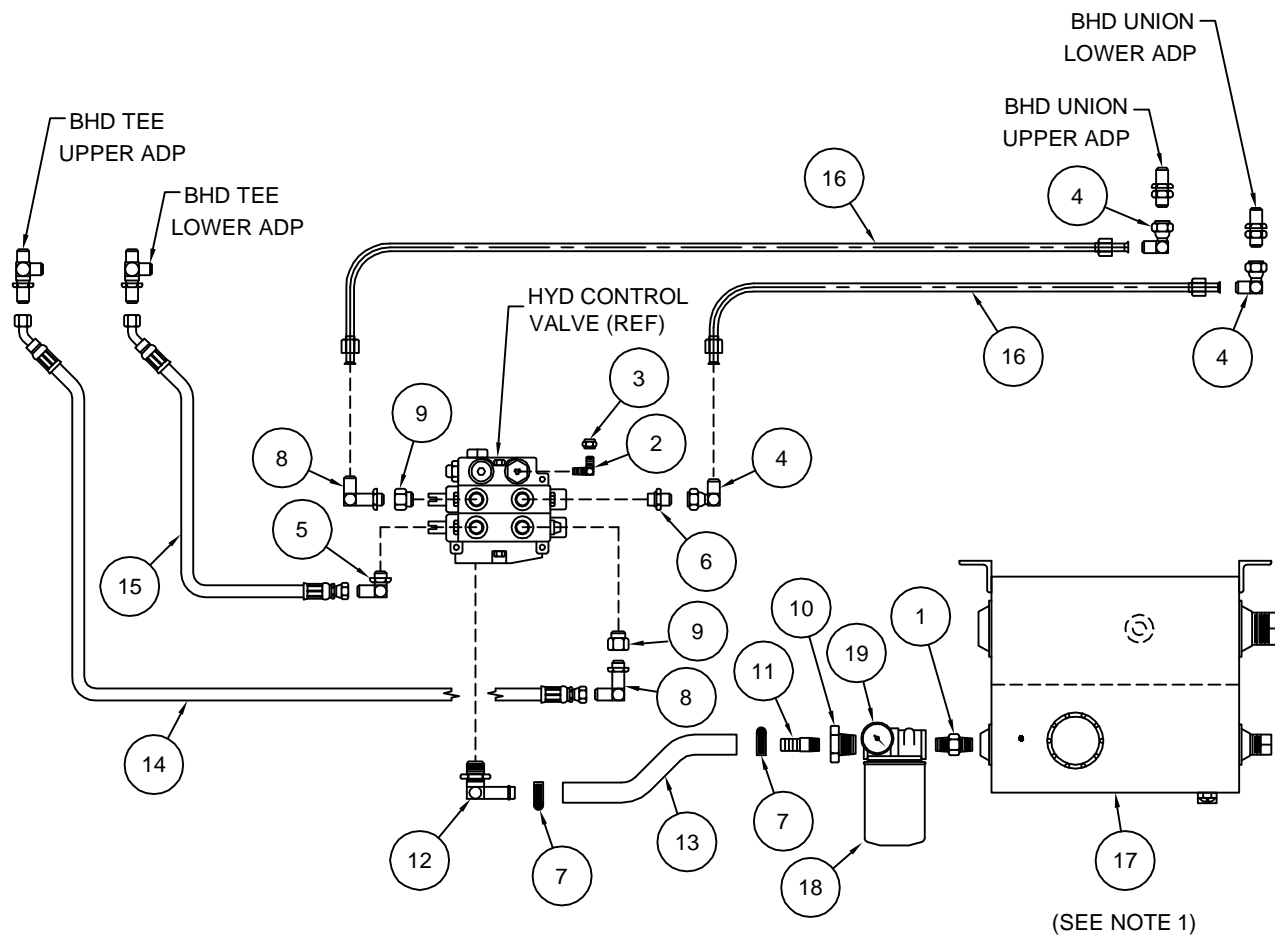 BHD UNION
LOWER ADP
BHD UNION
UPPER ADP
BHD TEE
UPPER ADP
BHD TEE
LOWER ADP
16
4
HYD CONTROL
VALVE (REF)
16
4
3
9
2
8
4
5
6
15
9
10
1
19
11
8
14
7
13
12
7
18
17
(SEE NOTE 1)